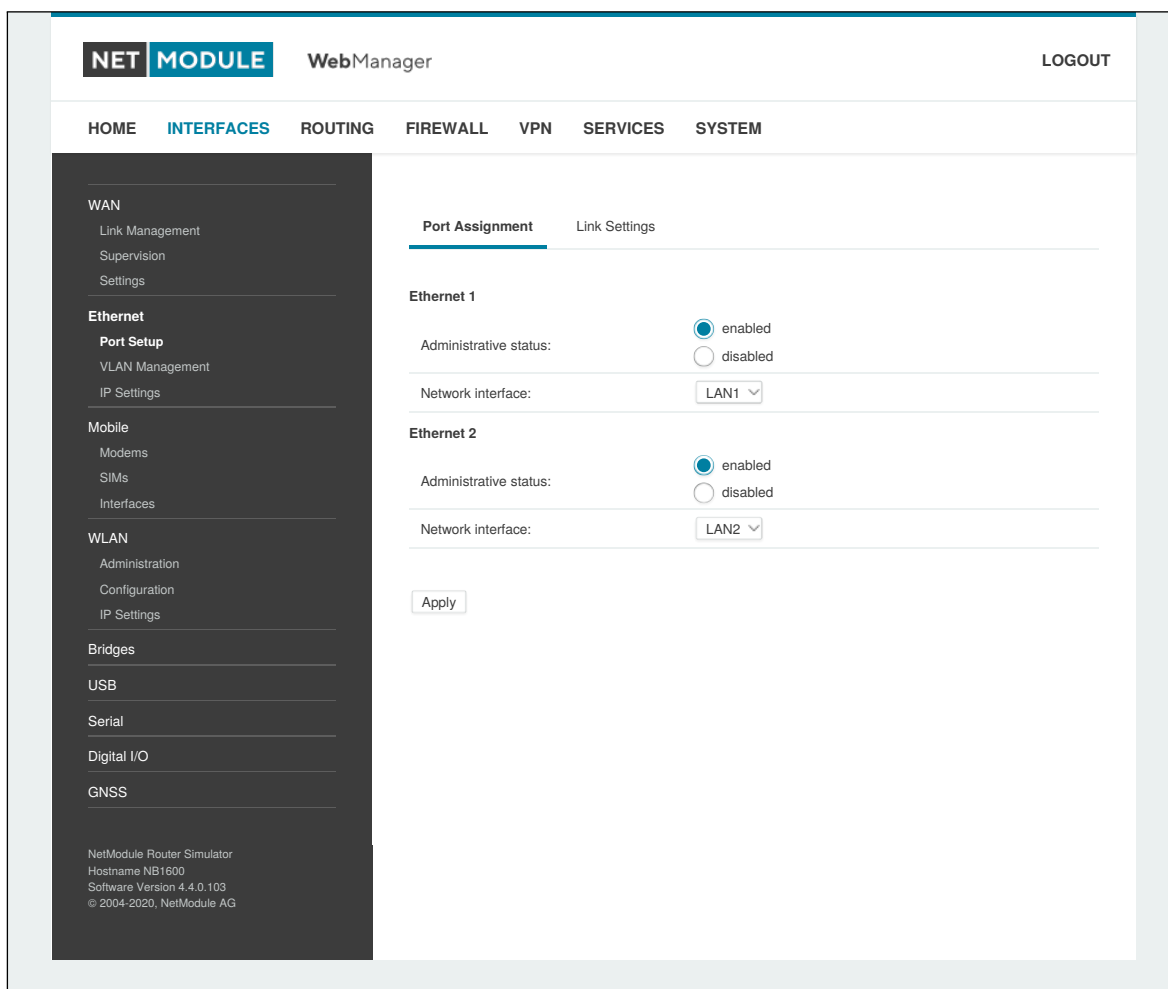 NET MODULE WebManager LOGOUT
HOME INTERFACES ROUTING FIREWALL VPN SERVICES SYSTEM
WAN
Link Management
Supervision
Settings
Ethernet
Port Setup
VLAN Management
IP Settings
Mobile
Modems
SIMs
Interfaces
WLAN
Administration
Configuration
IP Settings
Bridges
USB
Serial
Digital I/O
GNSS
NetModule Router Simulator
Hostname NB1600
Software Version 4.4.0.103
© 2004-2020, NetModule AG
Port Assignment Link Settings
Ethernet 1
Administrative status:
enabled
disabled
Network interface: LAN1
Ethernet 2
Administrative status:
enabled
disabled
Network interface: LAN2
Apply